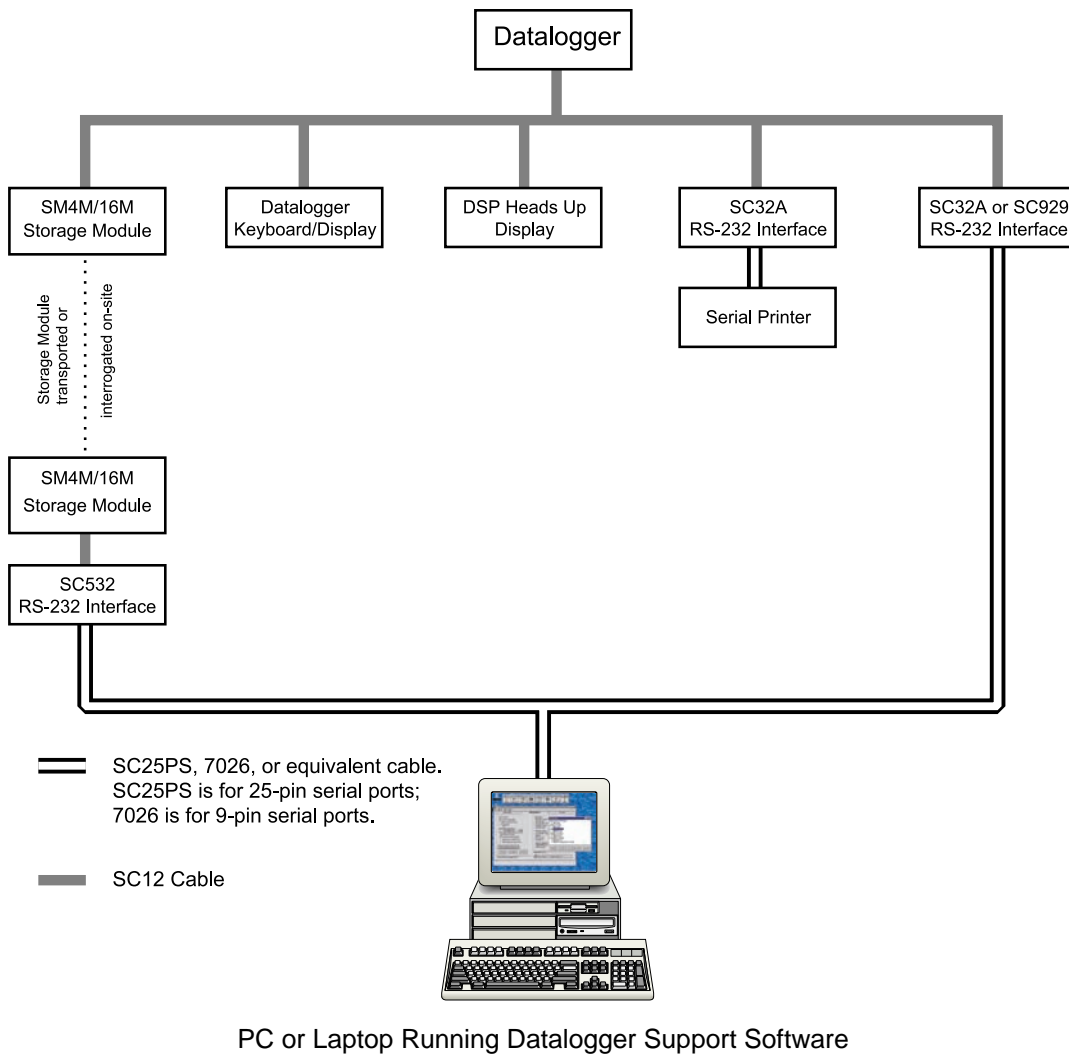 Datalogger
SM4M/16M
Storage Module
Datalogger
Keyboard/Display
DSP Heads Up
Display
SC32A
RS-232 Interface
SC32A or SC929
RS-232 Interface
Serial Printer
Storage Module
transported or
interrogated on-site
SM4M/16M
Storage Module
SC532
RS-232 Interface
SC25PS, 7026, or equivalent cable.
SC25PS is for 25-pin serial ports;
7026 is for 9-pin serial ports.
SC12 Cable
PC or Laptop Running Datalogger Support Software